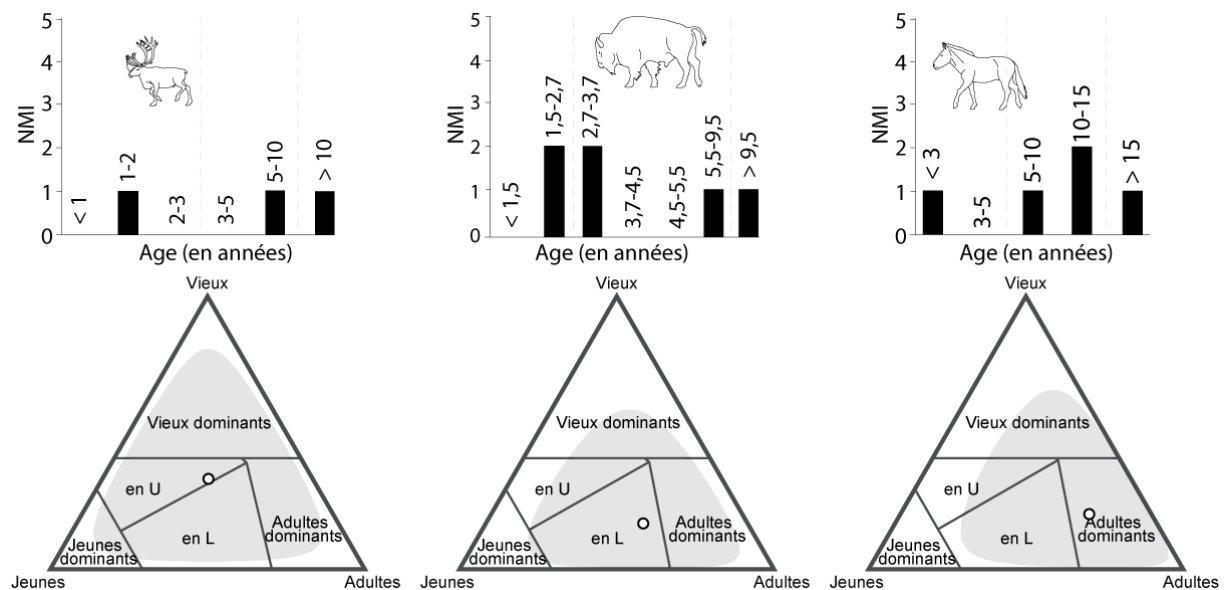 5
4
3
2
1
0
NMI
< 1
1-2
2-3
3-5
5-10
> 10
Age (en années)
5
4
3
2
1
0
NMI
< 1,5
1,5-2,7
2,7-3,7
3,7-4,5
4,5-5,5
5,5-9,5
> 9,5
Age (en années)
5
4
3
2
1
0
NMI
< 3
3-5
5-10
10-15
> 15
Age (en années)
Vieux
Vieux dominants
en U
en L
Adultes
dominants
Jeunes
dominants
Jeunes
Adultes
Vieux
Vieux dominants
en U
en L
Adultes
dominants
Jeunes
dominants
Jeunes
Adultes
Vieux
Vieux dominants
en U
en L
Adultes
dominants
Jeunes
dominants
Jeunes
Adultes